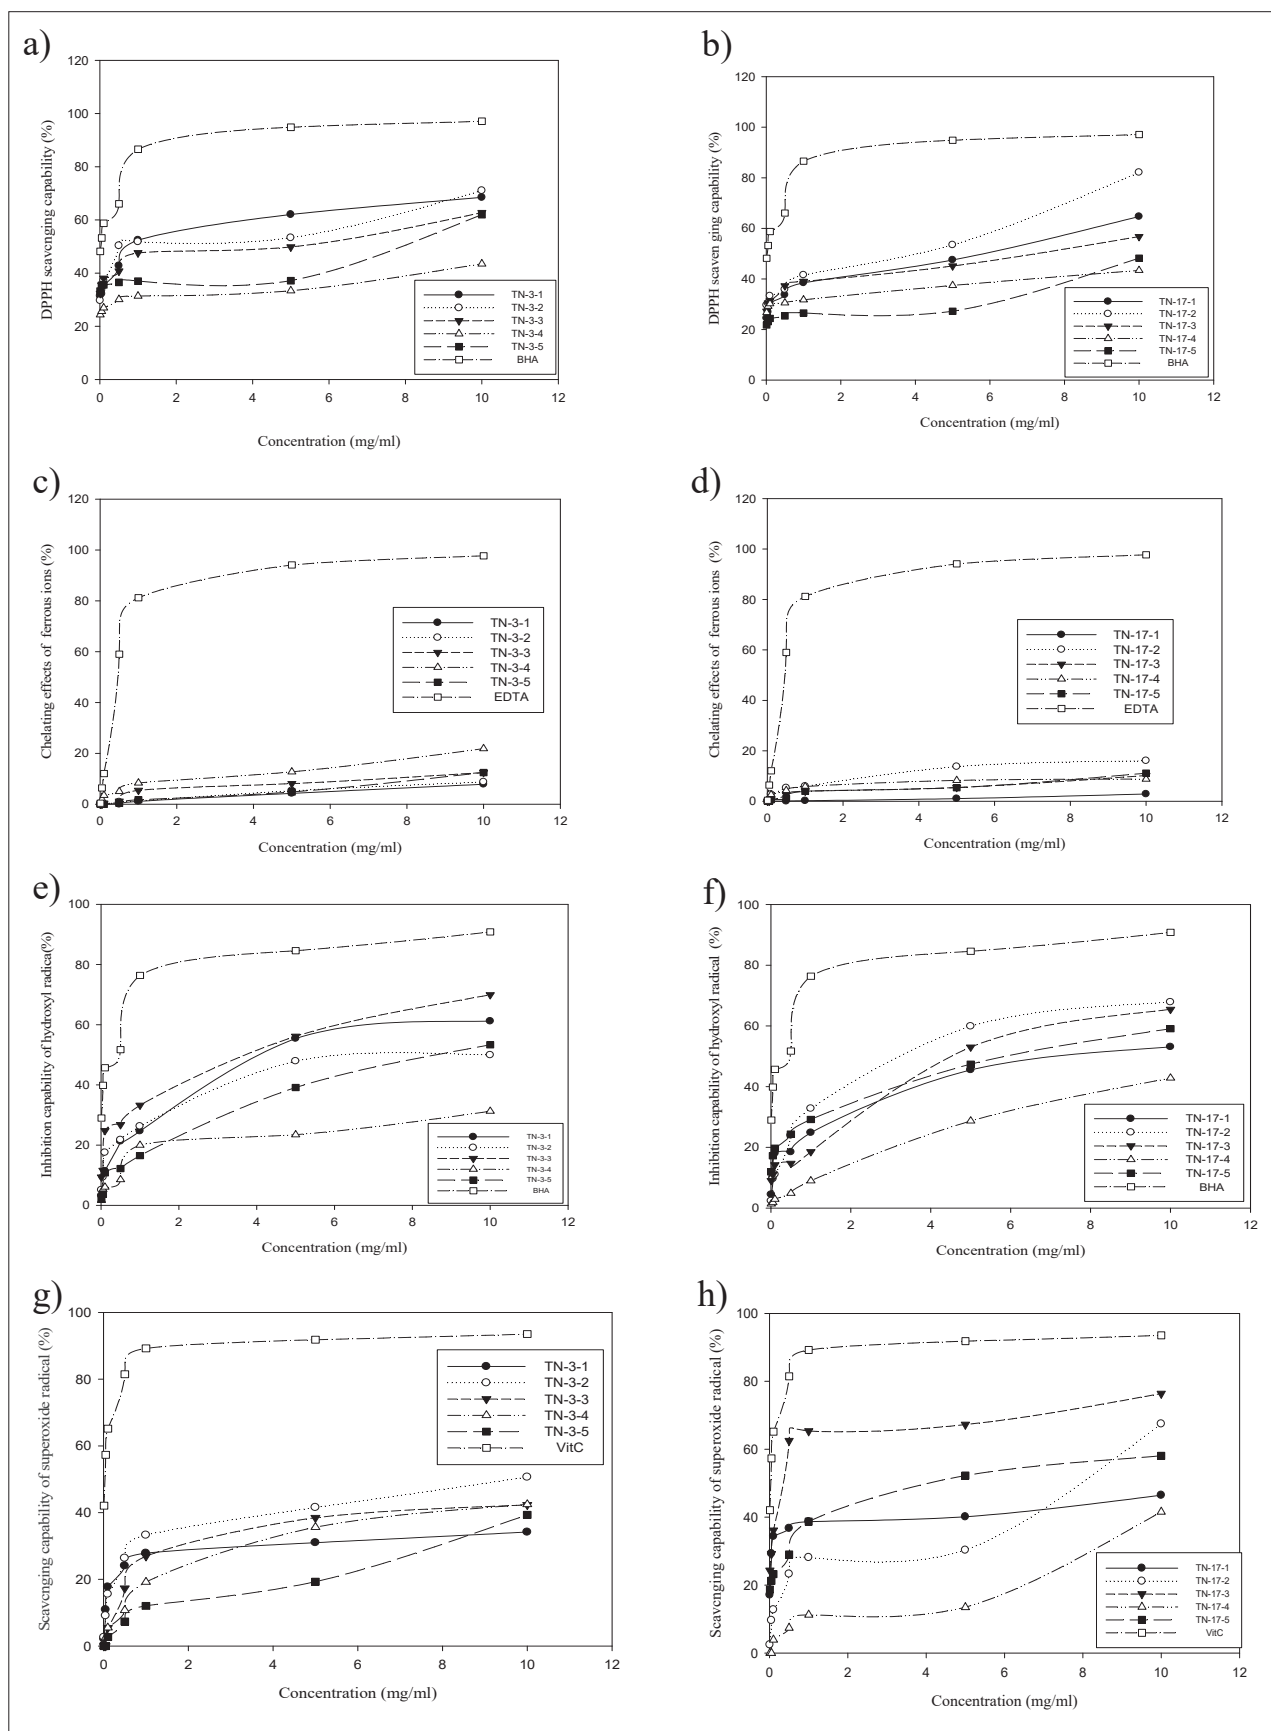 a)
120
100
80
60
40
20
0
DPPH scavenging capability (%)
TN-3-1
TN-3-2
TN-3-3
TN-3-4
TN-3-5
BHA
0 2 4 6 8 10 12
Concentration (mg/ml)
b)
120
100
80
60
40
20
0
DPPH scaven ging capability (%)
TN-17-1
TN-17-2
TN-17-3
TN-17-4
TN-17-5
BHA
0 2 4 6 8 10 12
Concentration (mg/ml)
c)
120
100
80
60
40
20
0
Chelating effects of ferrous ions (%)
TN-3-1
TN-3-2
TN-3-3
TN-3-4
TN-3-5
EDTA
0 2 4 6 8 10 12
Concentration (mg/ml)
d)
120
100
80
60
40
20
0
Chelating effects of ferrous ions (%)
TN-17-1
TN-17-2
TN-17-3
TN-17-4
TN-17-5
EDTA
0 2 4 6 8 10 12
Concentration (mg/ml)
e)
100
80
60
40
20
0
Inhibition capability of hydroxyl radica(%)
TN-3-1
TN-3-2
TN-3-3
TN-3-4
TN-3-5
BHA
0 2 4 6 8 10 12
Concentration (mg/ml)
f)
100
80
60
40
20
0
Inhibition capability of hydroxyl radical (%)
TN-17-1
TN-17-2
TN-17-3
TN-17-4
TN-17-5
BHA
0 2 4 6 8 10 12
Concentration (mg/ml)
g)
100
80
60
40
20
0
Scavenging capability of superoxide radical (%)
TN-3-1
TN-3-2
TN-3-3
TN-3-4
TN-3-5
VitC
0 2 4 6 8 10 12
Concentration (mg/ml)
h)
100
80
60
40
20
0
Scavenging capability of superoxide radical (%)
TN-17-1
TN-17-2
TN-17-3
TN-17-4
TN-17-5
VitC
0 2 4 6 8 10 12
Concentration (mg/ml)